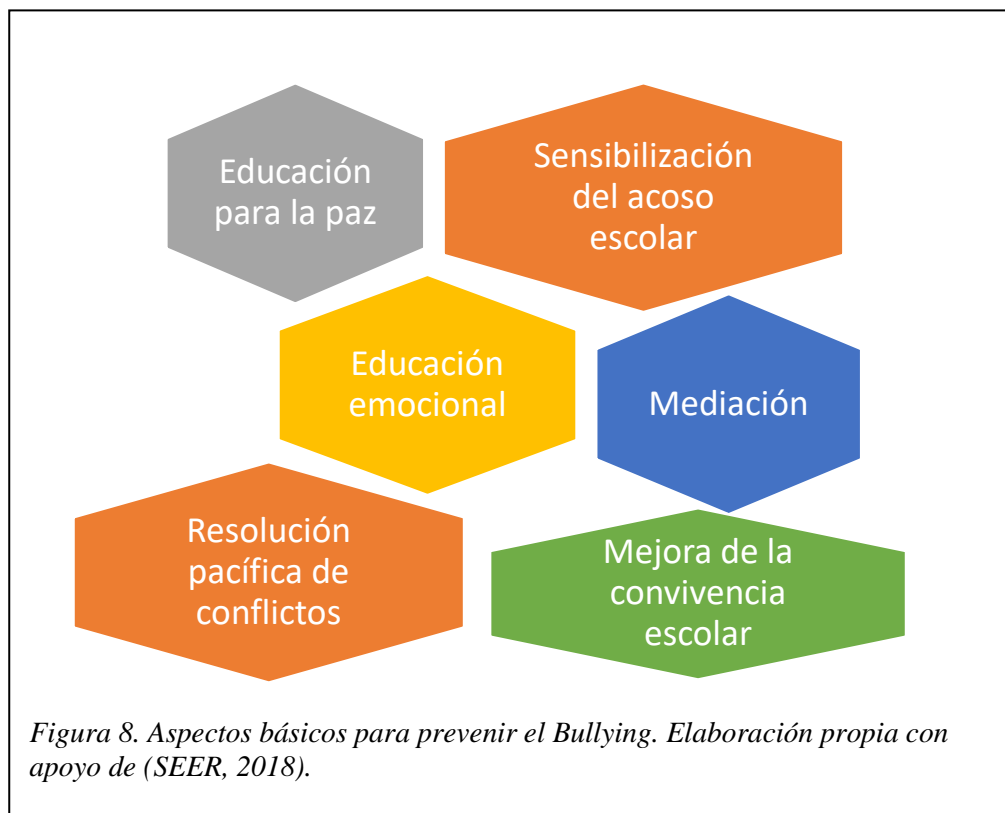 Educación
para la paz
Sensibilización
del acoso
escolar
Educación
emocional
Mediación
Resolución
pacífica de
conflictos
Mejora de la
convivencia
escolar
Figura 8. Aspectos básicos para prevenir el Bullying. Elaboración propia con
apoyo de (SEER, 2018).